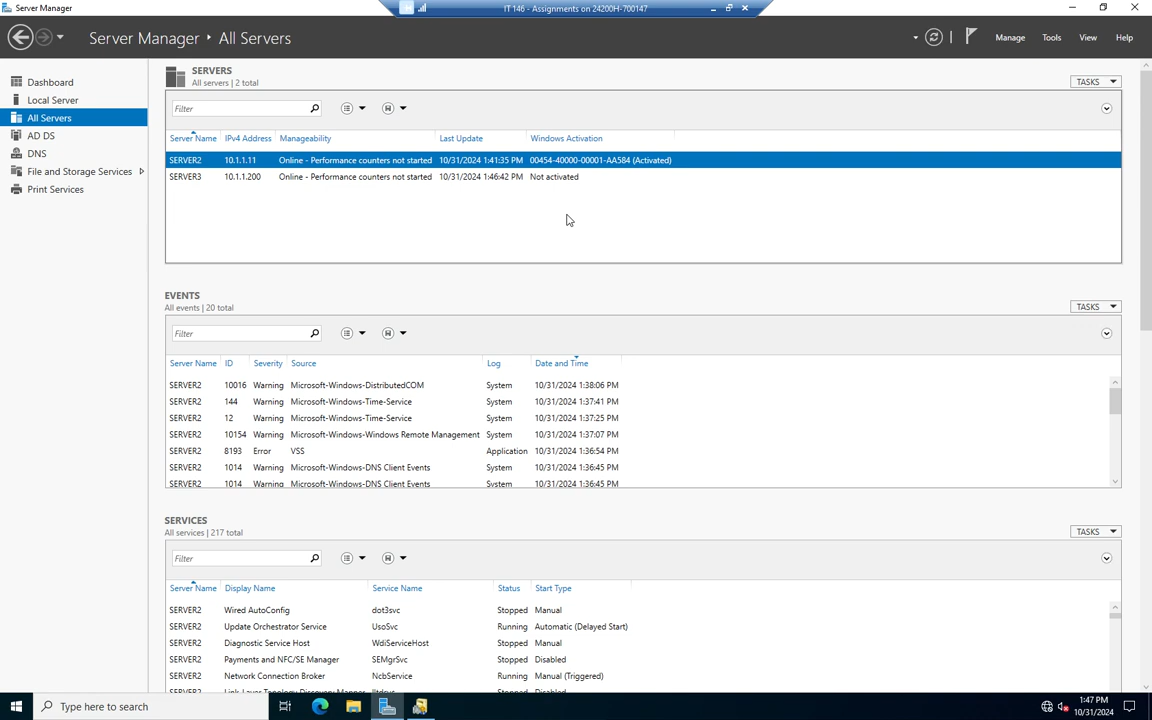 Server Manager
IT 146 - Assignments on 24200H-700147
Server Manager ‣ All Servers
Manage Tools View Help
Dashboard
Local Server
All Servers
AD DS
DNS
File and Storage Services
Print Services
SERVERS
All servers | 2 total
TASKS
Filter
Server Name IPv4 Address Manageability Last Update Windows Activation
SERVER2 10.1.1.11 Online - Performance counters not started 10/31/2024 1:41:35 PM 00454-40000-00001-AA584 (Activated)
SERVER3 10.1.1.200 Online - Performance counters not started 10/31/2024 1:46:42 PM Not activated
EVENTS
All events | 20 total
TASKS
Filter
Server Name ID Severity Source Log Date and Time
SERVER2 10016 Warning Microsoft-Windows-DistributedCOM System 10/31/2024 1:38:06 PM
SERVER2 144 Warning Microsoft-Windows-Time-Service System 10/31/2024 1:37:41 PM
SERVER2 12 Warning Microsoft-Windows-Time-Service System 10/31/2024 1:37:25 PM
SERVER2 10154 Warning Microsoft-Windows-Windows Remote Management System 10/31/2024 1:37:07 PM
SERVER2 8193 Error VSS Application 10/31/2024 1:36:54 PM
SERVER2 1014 Warning Microsoft-Windows-DNS Client Events System 10/31/2024 1:36:45 PM
SERVER2 1014 Warning Microsoft-Windows-DNS Client Events System 10/31/2024 1:36:45 PM
SERVICES
All services | 217 total
TASKS
Filter
Server Name Display Name Service Name Status Start Type
SERVER2 Wired AutoConfig dot3svc Stopped Manual
SERVER2 Update Orchestrator Service UsoSvc Running Automatic (Delayed Start)
SERVER2 Diagnostic Service Host WdiServiceHost Stopped Manual
SERVER2 Payments and NFC/SE Manager SEMgrSvc Stopped Disabled
SERVER2 Network Connection Broker NcbService Running Manual (Triggered)
SERVER2 Link-Layer Topology Discovery Mapper lltdsvc Stopped Disabled
Type here to search
1:47 PM
10/31/2024